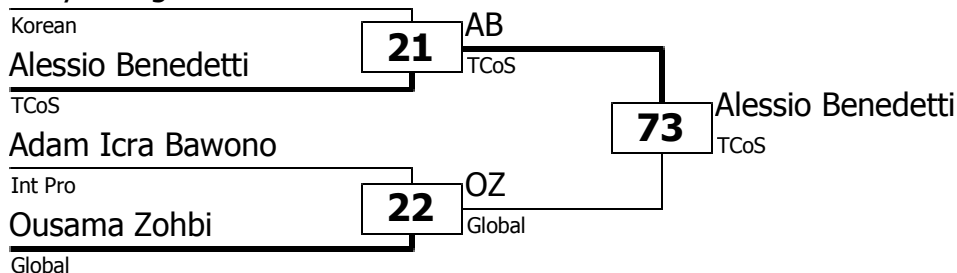 Korean
21
AB
TCoS
Alessio Benedetti
TCoS
73
Alessio Benedetti
TCoS
Adam Icra Bawono
Int Pro
22
OZ
Global
Ousama Zohbi
Global